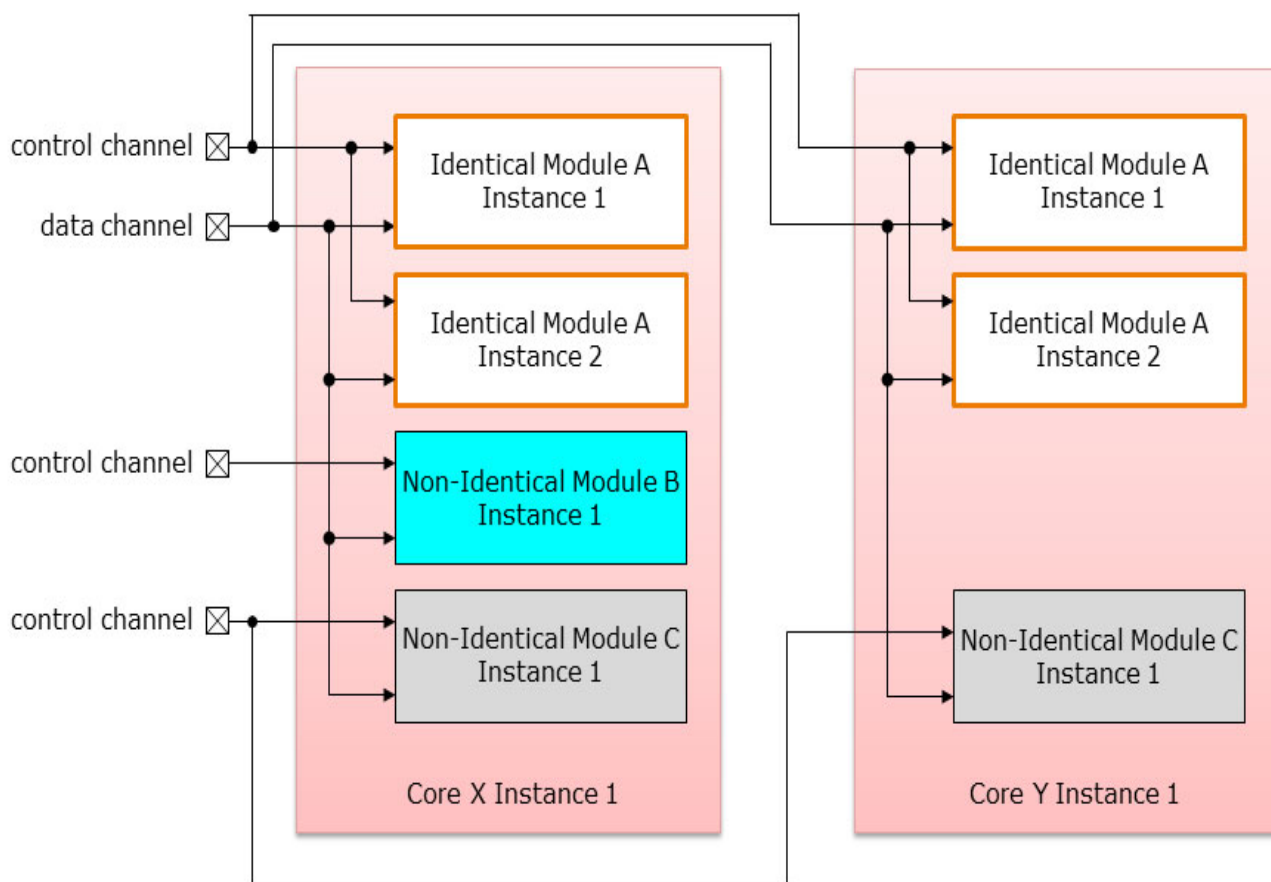 control channel
data channel
control channel
control channel
Identical Module A
Instance 1
Identical Module A
Instance 2
Non-Identical Module B
Instance 1
Non-Identical Module C
Instance 1
Core X Instance 1
Identical Module A
Instance 1
Identical Module A
Instance 2
Non-Identical Module C
Instance 1
Core Y Instance 1